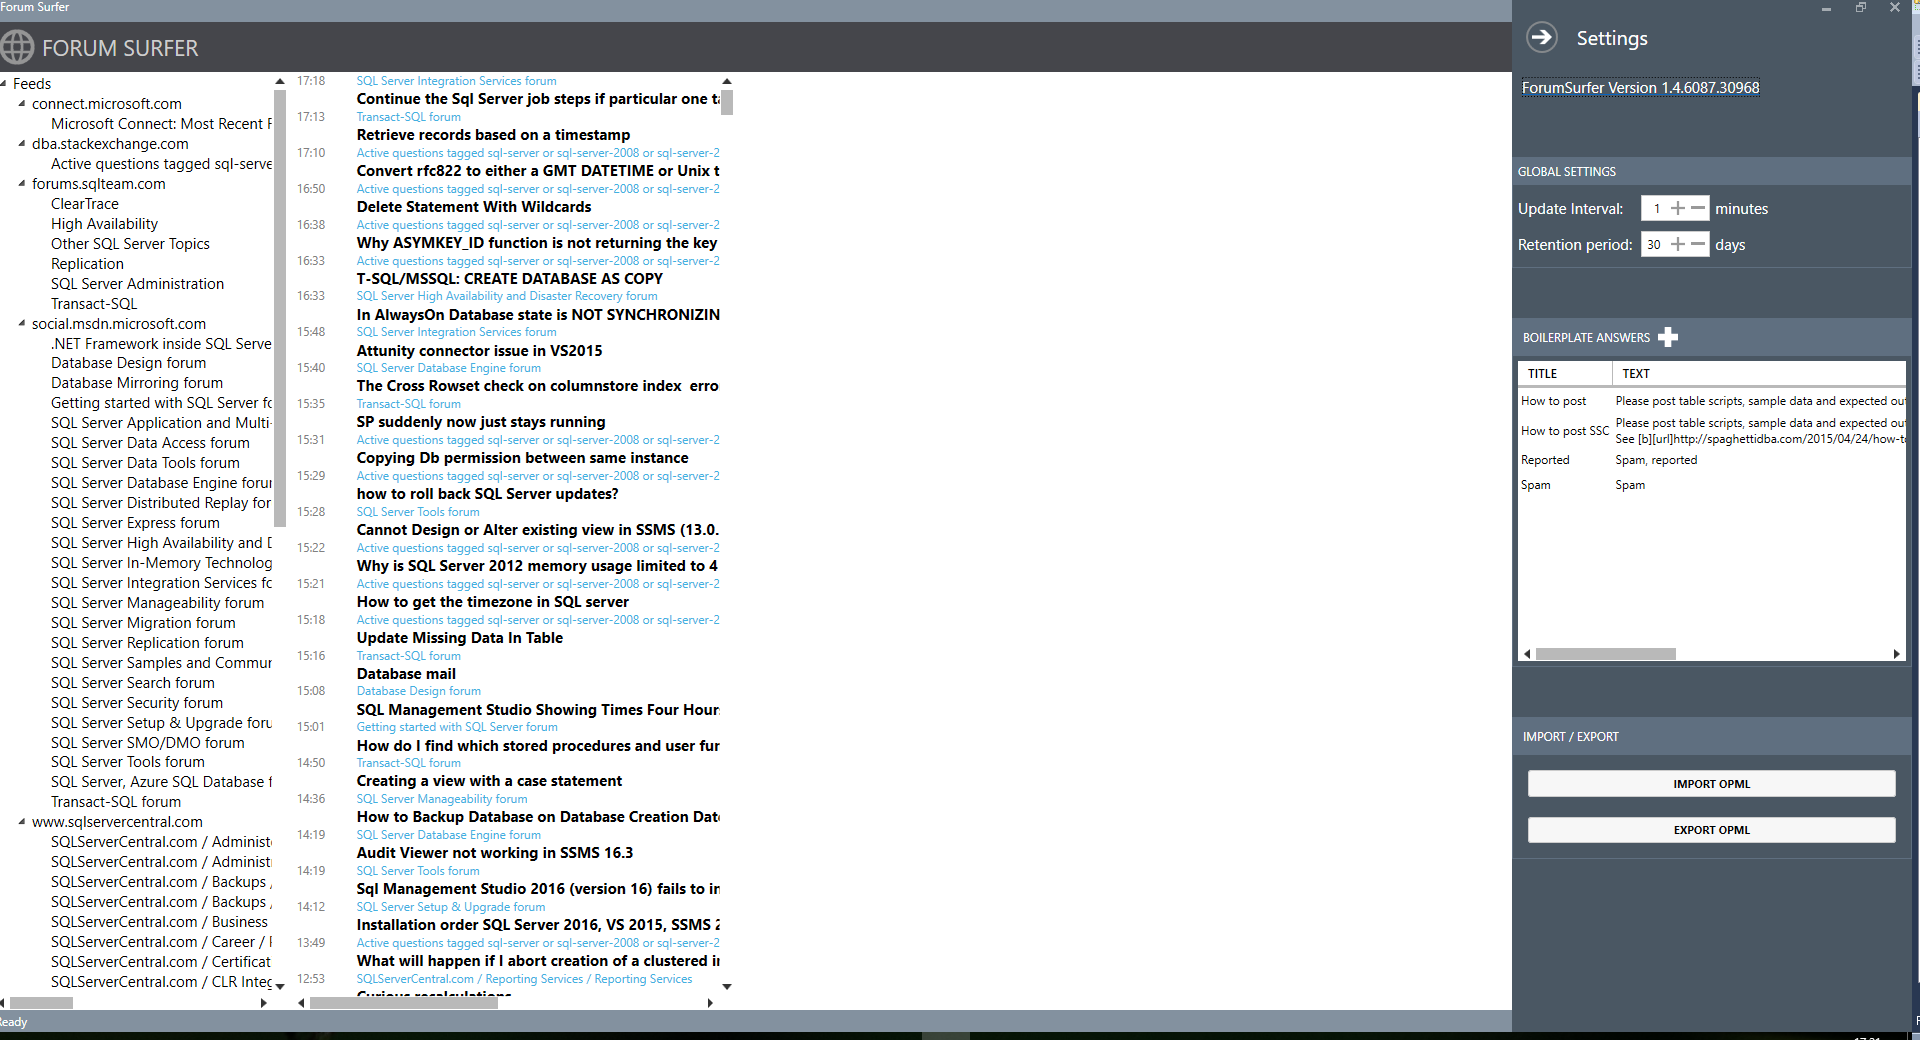 Forum Surfer
FORUM SURFER
Feeds
connect.microsoft.com
Microsoft Connect: Most Recent F
dba.stackexchange.com
Active questions tagged sql-serve
forums.sqlteam.com
ClearTrace
High Availability
Other SQL Server Topics
Replication
SQL Server Administration
Transact-SQL
social.msdn.microsoft.com
.NET Framework inside SQL Serve
Database Design forum
Database Mirroring forum
Getting started with SQL Server fo
SQL Server Application and Multi-
SQL Server Data Access forum
SQL Server Data Tools forum
SQL Server Database Engine forur
SQL Server Distributed Replay for
SQL Server Express forum
SQL Server High Availability and D
SQL Server In-Memory Technolog
SQL Server Integration Services fo
SQL Server Manageability forum
SQL Server Migration forum
SQL Server Replication forum
SQL Server Samples and Commun
SQL Server Search forum
SQL Server Security forum
SQL Server Setup & Upgrade foru
SQL Server SMO/DMO forum
SQL Server Tools forum
SQL Server, Azure SQL Database f
Transact-SQL forum
www.sqlservercentral.com
SQLServerCentral.com / Administ
SQLServerCentral.com / Administ
SQLServerCentral.com / Backups /
SQLServerCentral.com / Backups /
SQLServerCentral.com / Business
SQLServerCentral.com / Career / F
SQLServerCentral.com / Certificat
SQLServerCentral.com / CLR Integ
17:18 SQL Server Integration Services forum
Continue the Sql Server job steps if particular one ta
17:13 Transact-SQL forum
Retrieve records based on a timestamp
17:10 Active questions tagged sql-server or sql-server-2008 or sql-server-2
Convert rfc822 to either a GMT DATETIME or Unix t
16:50 Active questions tagged sql-server or sql-server-2008 or sql-server-2
Delete Statement With Wildcards
16:38 Active questions tagged sql-server or sql-server-2008 or sql-server-2
Why ASYMKEY_ID function is not returning the key
16:33 Active questions tagged sql-server or sql-server-2008 or sql-server-2
T-SQL/MSSQL: CREATE DATABASE AS COPY
16:33 SQL Server High Availability and Disaster Recovery forum
In AlwaysOn Database state is NOT SYNCHRONIZIN
15:48 SQL Server Integration Services forum
Attunity connector issue in VS2015
15:40 SQL Server Database Engine forum
The Cross Rowset check on columnstore index erro
15:35 Transact-SQL forum
SP suddenly now just stays running
15:31 Active questions tagged sql-server or sql-server-2008 or sql-server-2
Copying Db permission between same instance
15:29 Active questions tagged sql-server or sql-server-2008 or sql-server-2
how to roll back SQL Server updates?
15:28 SQL Server Tools forum
Cannot Design or Alter existing view in SSMS (13.0.
15:22 Active questions tagged sql-server or sql-server-2008 or sql-server-2
Why is SQL Server 2012 memory usage limited to 4
15:21 Active questions tagged sql-server or sql-server-2008 or sql-server-2
How to get the timezone in SQL server
15:18 Active questions tagged sql-server or sql-server-2008 or sql-server-2
Update Missing Data In Table
15:16 Transact-SQL forum
Database mail
15:08 Database Design forum
SQL Management Studio Showing Times Four Hour
15:01 Getting started with SQL Server forum
How do I find which stored procedures and user fur
14:50 Transact-SQL forum
Creating a view with a case statement
14:36 SQL Server Manageability forum
How to Backup Database on Database Creation Date
14:19 SQL Server Database Engine forum
Audit Viewer not working in SSMS 16.3
14:19 SQL Server Tools forum
Sql Management Studio 2016 (version 16) fails to in
14:12 SQL Server Setup & Upgrade forum
Installation order SQL Server 2016, VS 2015, SSMS 2
13:49 Active questions tagged sql-server or sql-server-2008 or sql-server-2
What will happen if I abort creation of a clustered in
12:53 SQLServerCentral.com / Reporting Services / Reporting Services
Curious recalculations
Settings
ForumSurfer Version 1.4.6087.30968
GLOBAL SETTINGS
Update Interval: 1 minutes
Retention period: 30 days
BOILERPLATE ANSWERS
TITLE TEXT
How to post Please post table scripts, sample data and expected ou
How to post SSC Please post table scripts, sample data and expected ou
See [b][url]http://spaghettidba.com/2015/04/24/how-to
Reported Spam, reported
Spam Spam
IMPORT / EXPORT
IMPORT OPML
EXPORT OPML
Ready